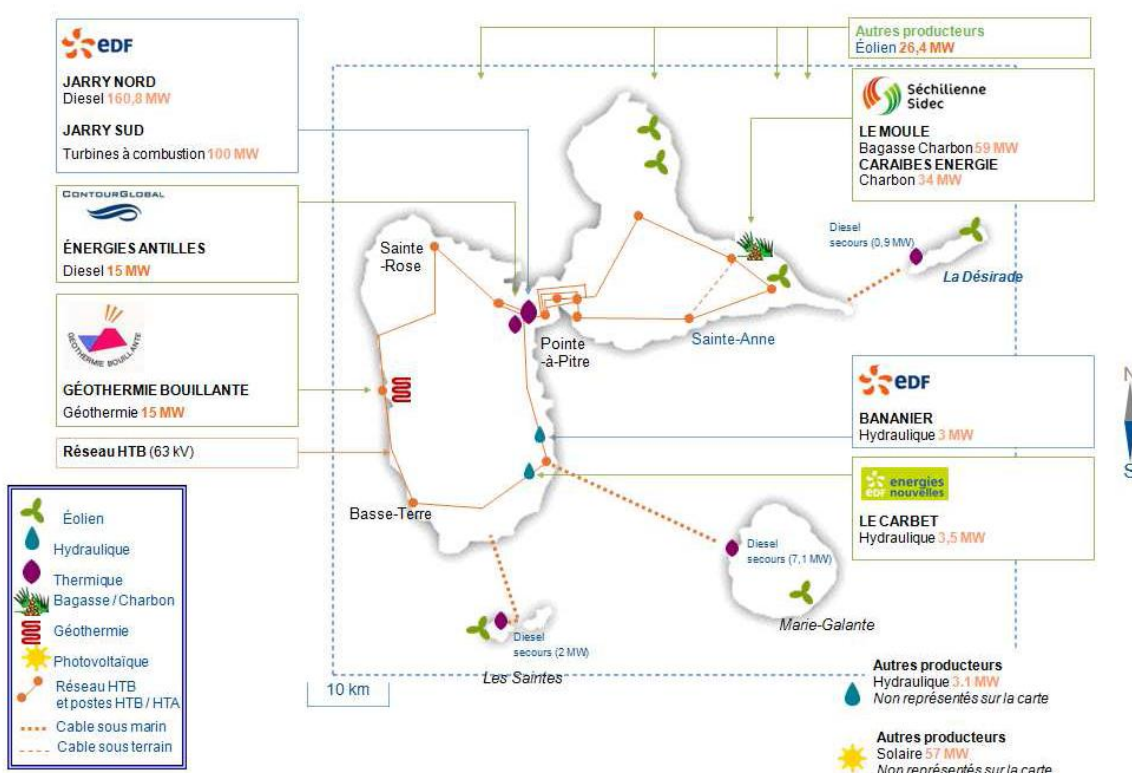 eDF
JARRY NORD
Diesel 160,8 MW
JARRY SUD
Turbines à combustion 100 MW
CONTOURGLOBAL
ÉNERGIES ANTILLES
Diesel 15 MW
GÉOTHERMIE BOUILLANTE
GÉOTHERMIE BOUILLANTE
Géothermie 15 MW
Réseau HTB (63 kV)
Éolien
Hydraulique
Thermique
Bagasse / Charbon
Géothermie
Photovoltaïque
Réseau HTB
et postes HTB / HTA
Cable sous marin
Cable sous terrain
Sainte
-Rose
Pointe
-à-Pitre
Sainte-Anne
Basse-Terre
Diesel
secours (2 MW)
Les Saintes
10 km
Diesel
secours (7,1 MW)
Marie-Galante
Diesel
secours (0,9 MW)
La Désirade
Autres producteurs
Éolien 26,4 MW
Séchilienne
Sidec
LE MOULE
Bagasse Charbon 59 MW
CARAIBES ENERGIE
Charbon 34 MW
eDF
BANANIER
Hydraulique 3 MW
energies
eDF nouvelles
LE CARBET
Hydraulique 3,5 MW
N
S
Autres producteurs
Hydraulique 3.1 MW
Non représentés sur la carte
Autres producteurs
Solaire 57 MW
Non représentés sur la carte